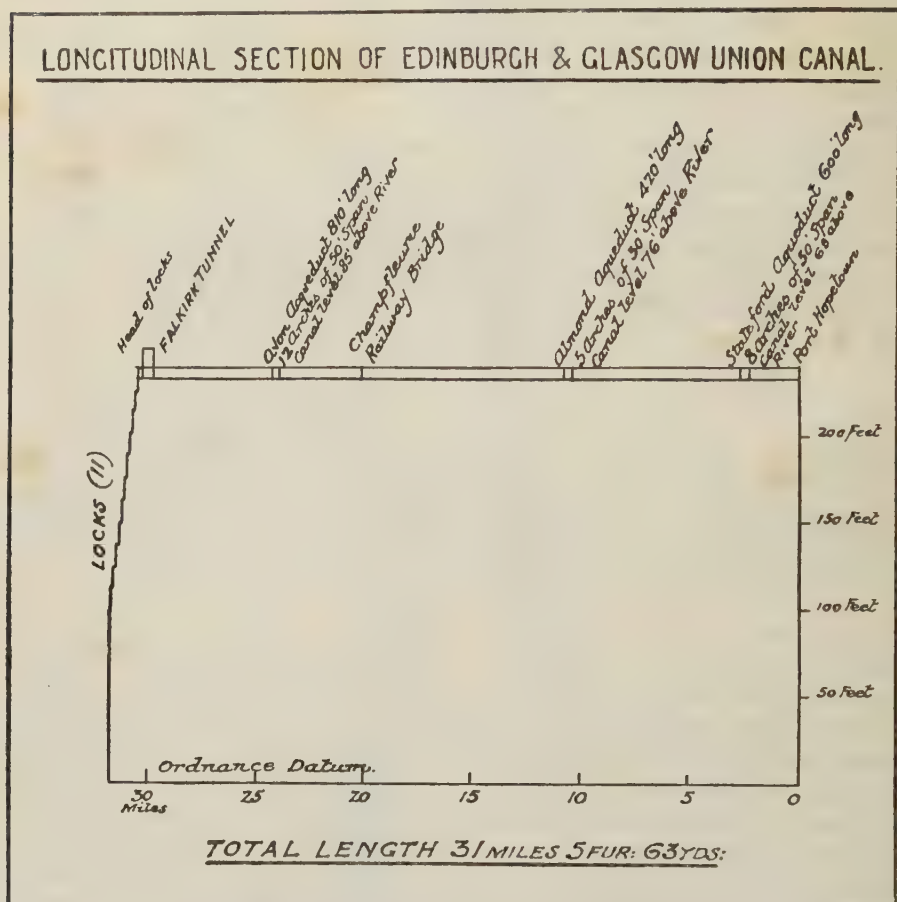 LONGITUDINAL SECTION OF EDINBURGH & GLASGOW UNION CANAL.
Head of locks
FALKIRK TUNNEL
Avon Aqueduct 810' long
12 Arches of 50' Span
Canal level 85' above River
Champfleurie
Railway Bridge
Almond Aqueduct 420' long
5 Arches of 50' Span
Canal level 76' above River
Slateford Aqueduct 600' long
8 Arches of 50' Span
Canal level 68' above
River
Port Hopetoun
LOCKS (11)
200 Feet
150 Feet
100 Feet
50 Feet
Ordnance Datum.
30 25 20 15 10 5 0
Miles
TOTAL LENGTH 31 MILES 5 FUR: 63 YDS: